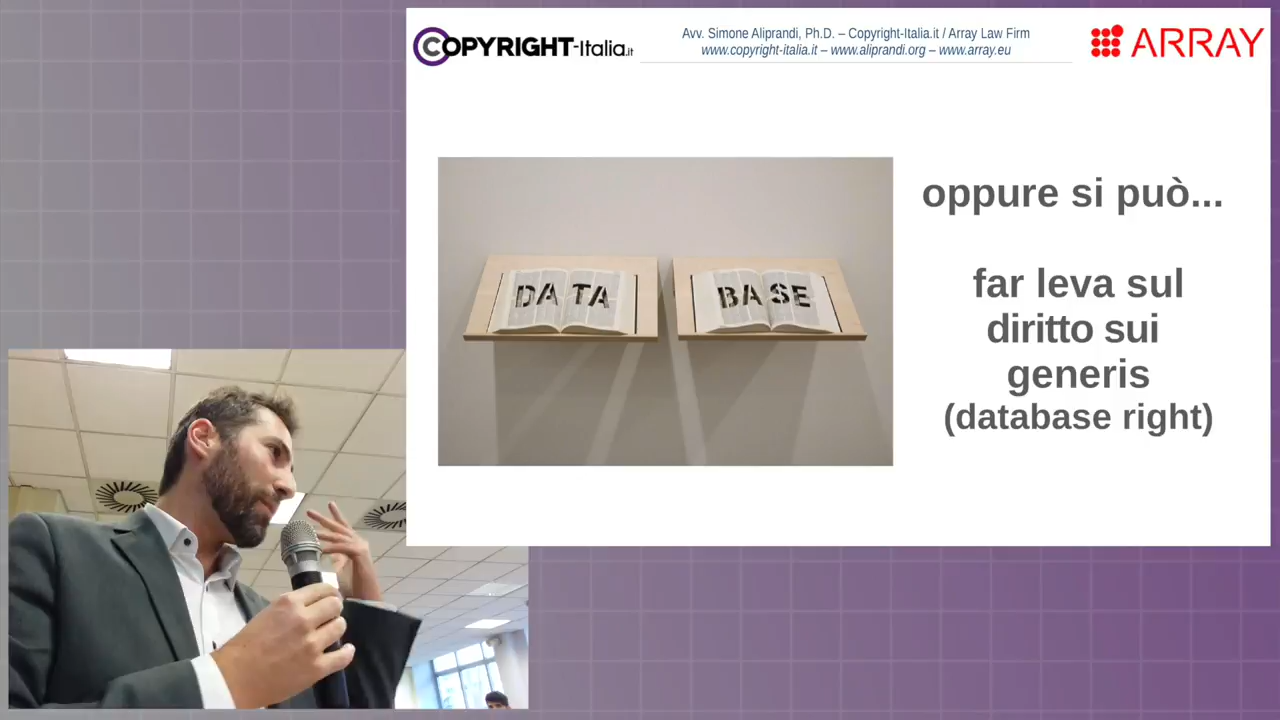 COPYRIGHT-Italia.it
Avv. Simone Aliprandi, Ph.D. – Copyright-Italia.it / Array Law Firm
www.copyright-italia.it – www.aliprandi.org – www.array.eu
ARRAY
oppure si può...
far leva sul
diritto sui
generis
(database right)
DATA BASE